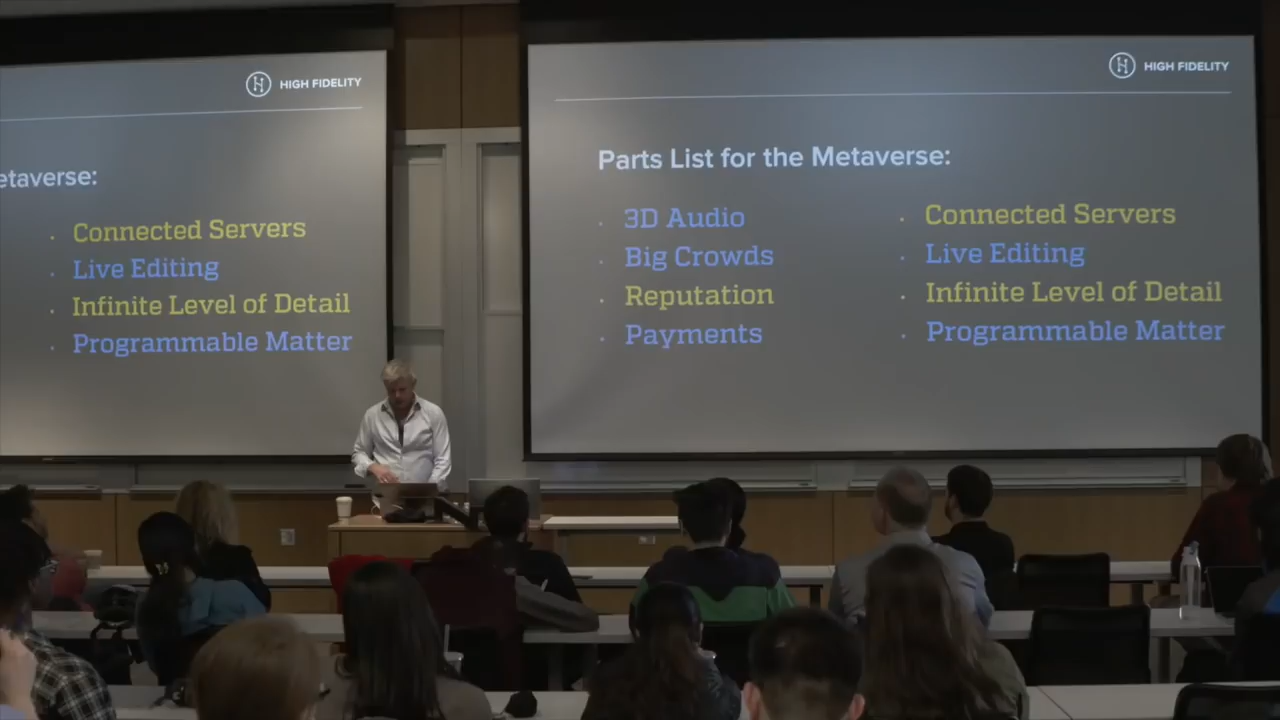 HIGH FIDELITY
etaverse:
Connected Servers
Live Editing
Infinite Level of Detail
Programmable Matter
HIGH FIDELITY
Parts List for the Metaverse:
3D Audio
Big Crowds
Reputation
Payments
Connected Servers
Live Editing
Infinite Level of Detail
Programmable Matter